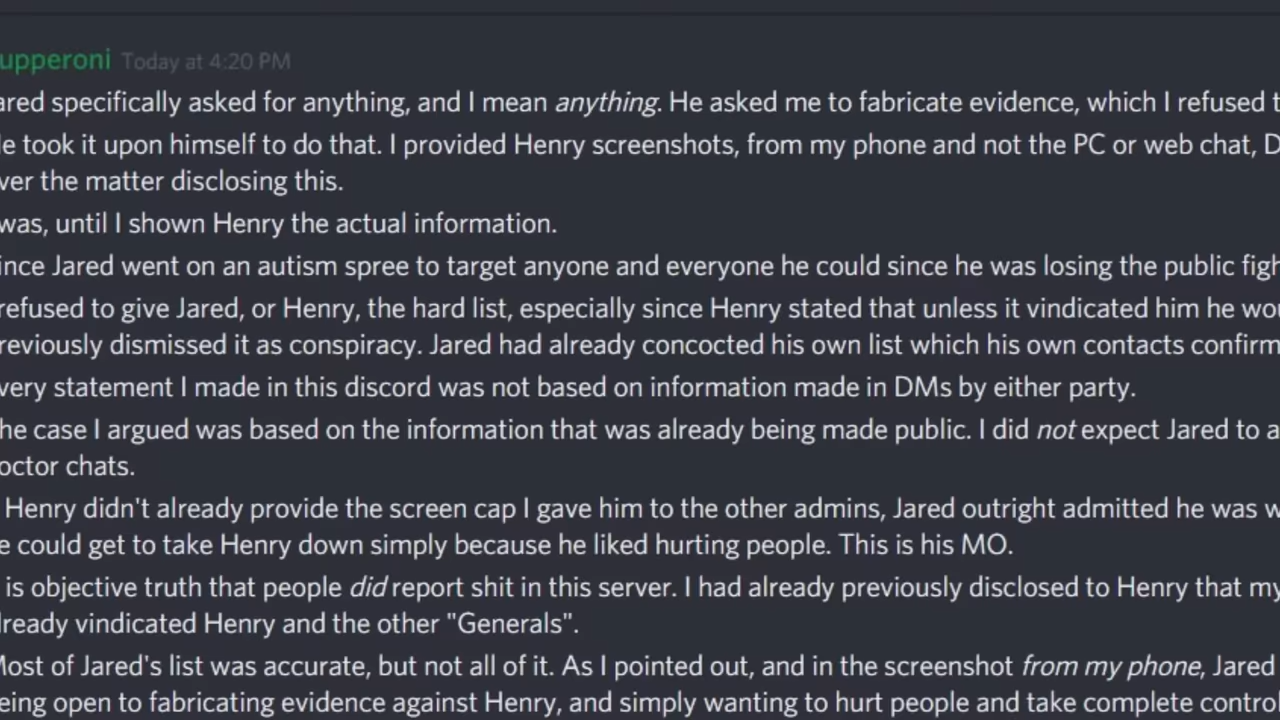 upperoni Today at 4:20 PM
ared specifically asked for anything, and I mean anything. He asked me to fabricate evidence, which I refused t
e took it upon himself to do that. I provided Henry screenshots, from my phone and not the PC or web chat, D
ver the matter disclosing this.
was, until I shown Henry the actual information.
ince Jared went on an autism spree to target anyone and everyone he could since he was losing the public figh
refused to give Jared, or Henry, the hard list, especially since Henry stated that unless it vindicated him he wo
reviously dismissed it as conspiracy. Jared had already concocted his own list which his own contacts confirm
very statement I made in this discord was not based on information made in DMs by either party.
he case I argued was based on the information that was already being made public. I did not expect Jared to a
octor chats.
Henry didn't already provide the screen cap I gave him to the other admins, Jared outright admitted he was w
e could get to take Henry down simply because he liked hurting people. This is his MO.
is objective truth that people did report shit in this server. I had already previously disclosed to Henry that my
lready vindicated Henry and the other "Generals".
Most of Jared's list was accurate, but not all of it. As I pointed out, and in the screenshot from my phone, Jared
eing open to fabricating evidence against Henry, and simply wanting to hurt people and take complete control